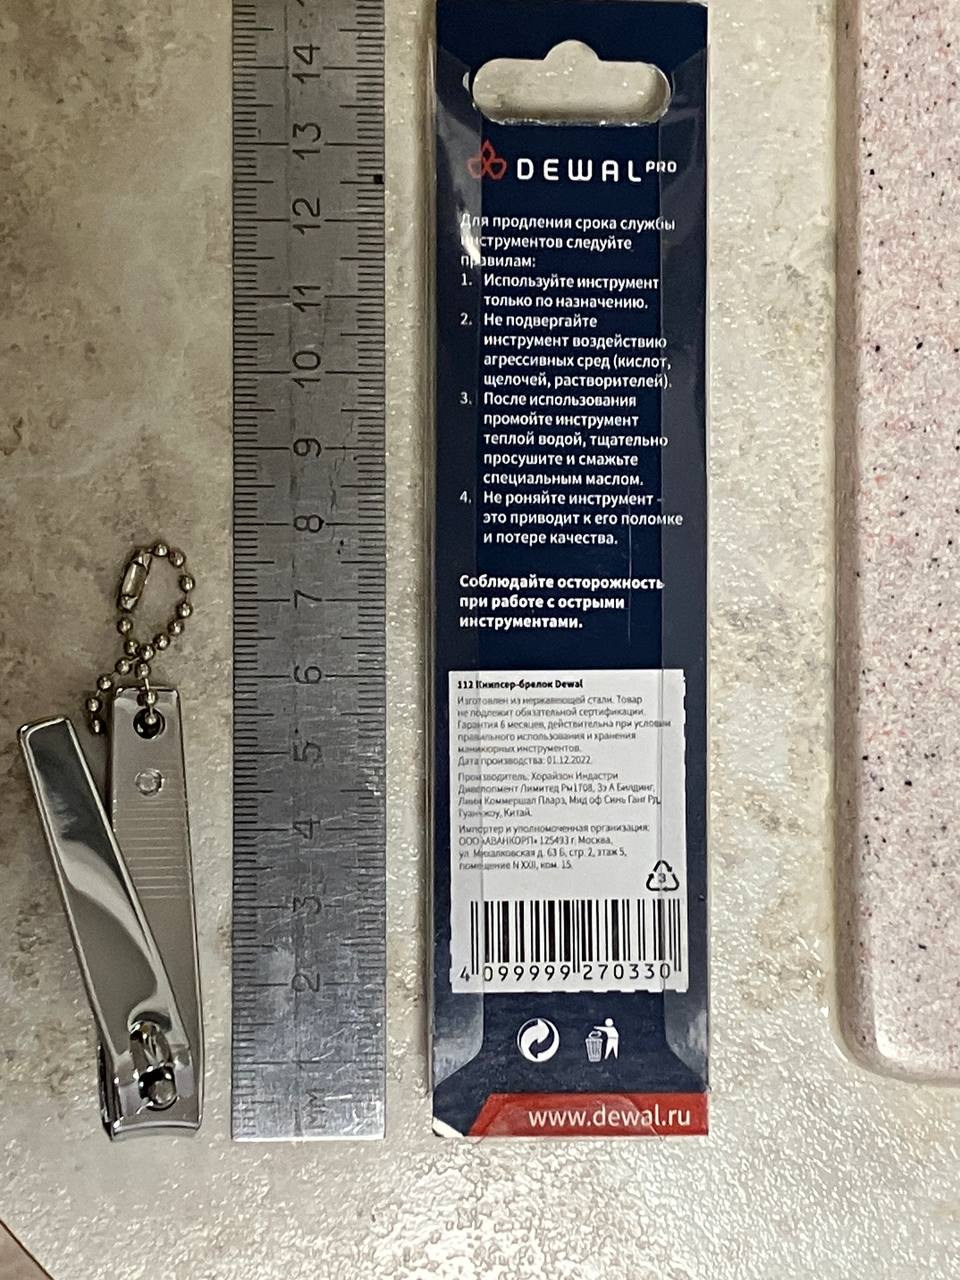 14
13
12
11
10
9
8
7
6
5
4
3
2
1
ММ
DEWAL PRO
Для продления срока службы
инструментов следуйте
правилам:
1. Используйте инструмент
только по назначению.
2. Не подвергайте
инструмент воздействию
агрессивных сред (кислот,
щелочей, растворителей).
3. После использования
промойте инструмент
теплой водой, тщательно
просушите и смажьте
специальным маслом.
4. Не роняйте инструмент -
это приводит к его поломке
и потере качества.
Соблюдайте осторожность
при работе с острыми
инструментами.
112 Книпсер-брелок Dewal
Изготовлен из нержавеющей стали. Товар
не подлежит обязательной сертификации.
Гарантия 6 месяцев, действительна при условии
правильного использования и хранения
маникюрных инструментов.
Дата производства: 01.12.2022
Производитель: Хорайзон Индастри
Дивелопмент Лимитед Рм1708, 3э А Билдинг,
Лиюн Коммершал Плаза, Мид оф Синь Ганг Рд,
Гуанчжоу, Китай.
Импортер и уполномоченная организация:
ООО «АВАНКОРП» 125493 г. Москва,
ул. Михалковская д. 63 Б, стр. 2, этаж 5,
помещение N XXII, ком. 15.
3
4 099999 270330
www.dewal.ru